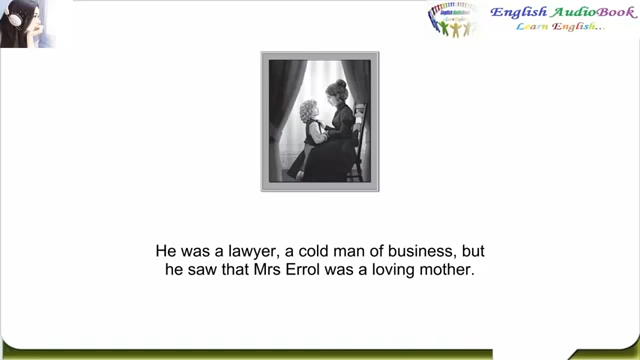 English AudioBook
Learn English...
He was a lawyer, a cold man of business, but
he saw that Mrs Errol was a loving mother.